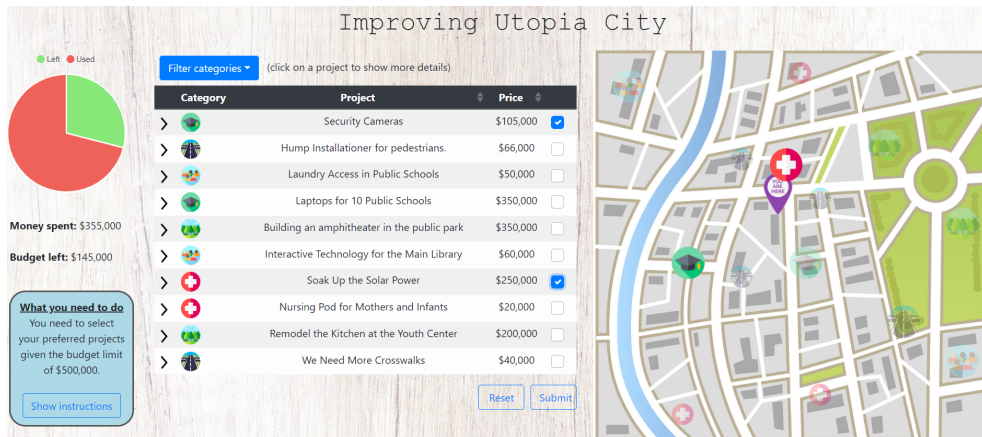 Improving Utopia City
Left Used
Filter categories (click on a project to show more details)
Category Project Price
Security Cameras $105,000
Hump Installationer for pedestrians. $66,000
Laundry Access in Public Schools $50,000
Laptops for 10 Public Schools $350,000
Building an amphitheater in the public park $350,000
Interactive Technology for the Main Library $60,000
Soak Up the Solar Power $250,000
Nursing Pod for Mothers and Infants $20,000
Remodel the Kitchen at the Youth Center $200,000
We Need More Crosswalks $40,000
Reset Submit
Money spent: $355,000
Budget left: $145,000
What you need to do
You need to select
your preferred projects
given the budget limit
of $500,000.
Show instructions
YOU
ARE
HERE